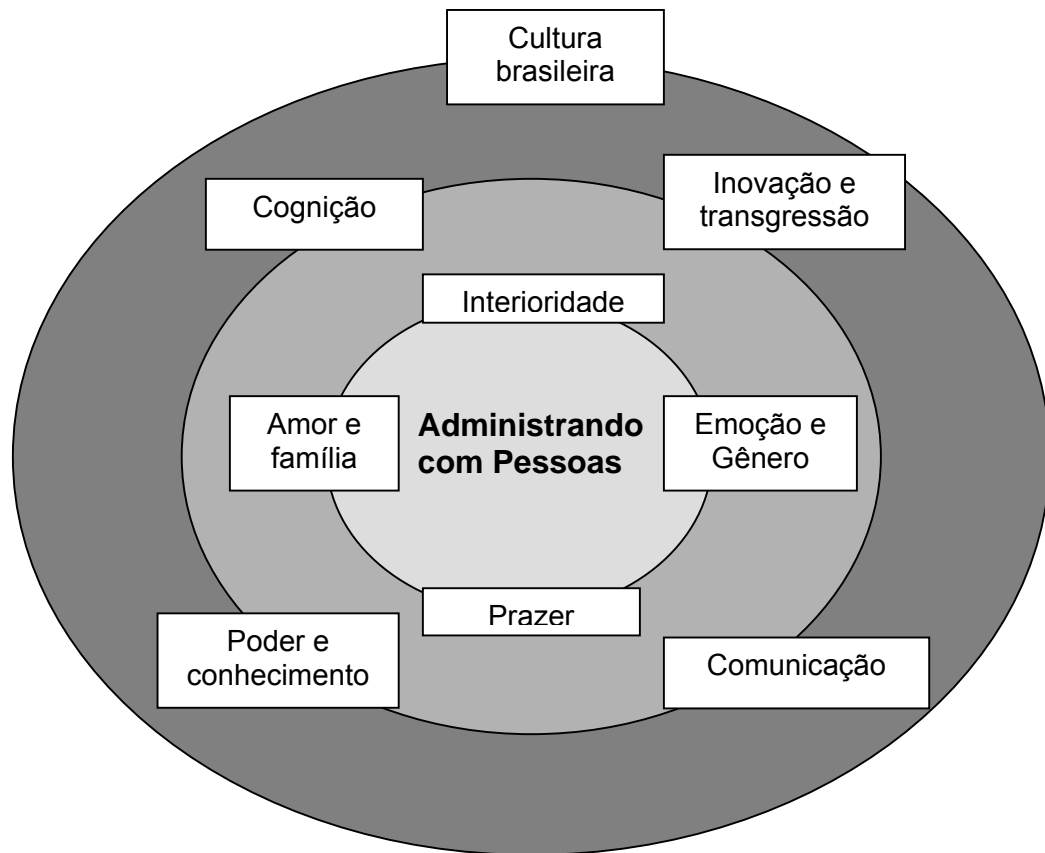 Cultura
brasileira
Cognição
Inovação e
transgressão
Interioridade
Amor e
família
Administrando
com Pessoas
Emoção e
Gênero
Prazer
Poder e
conhecimento
Comunicação